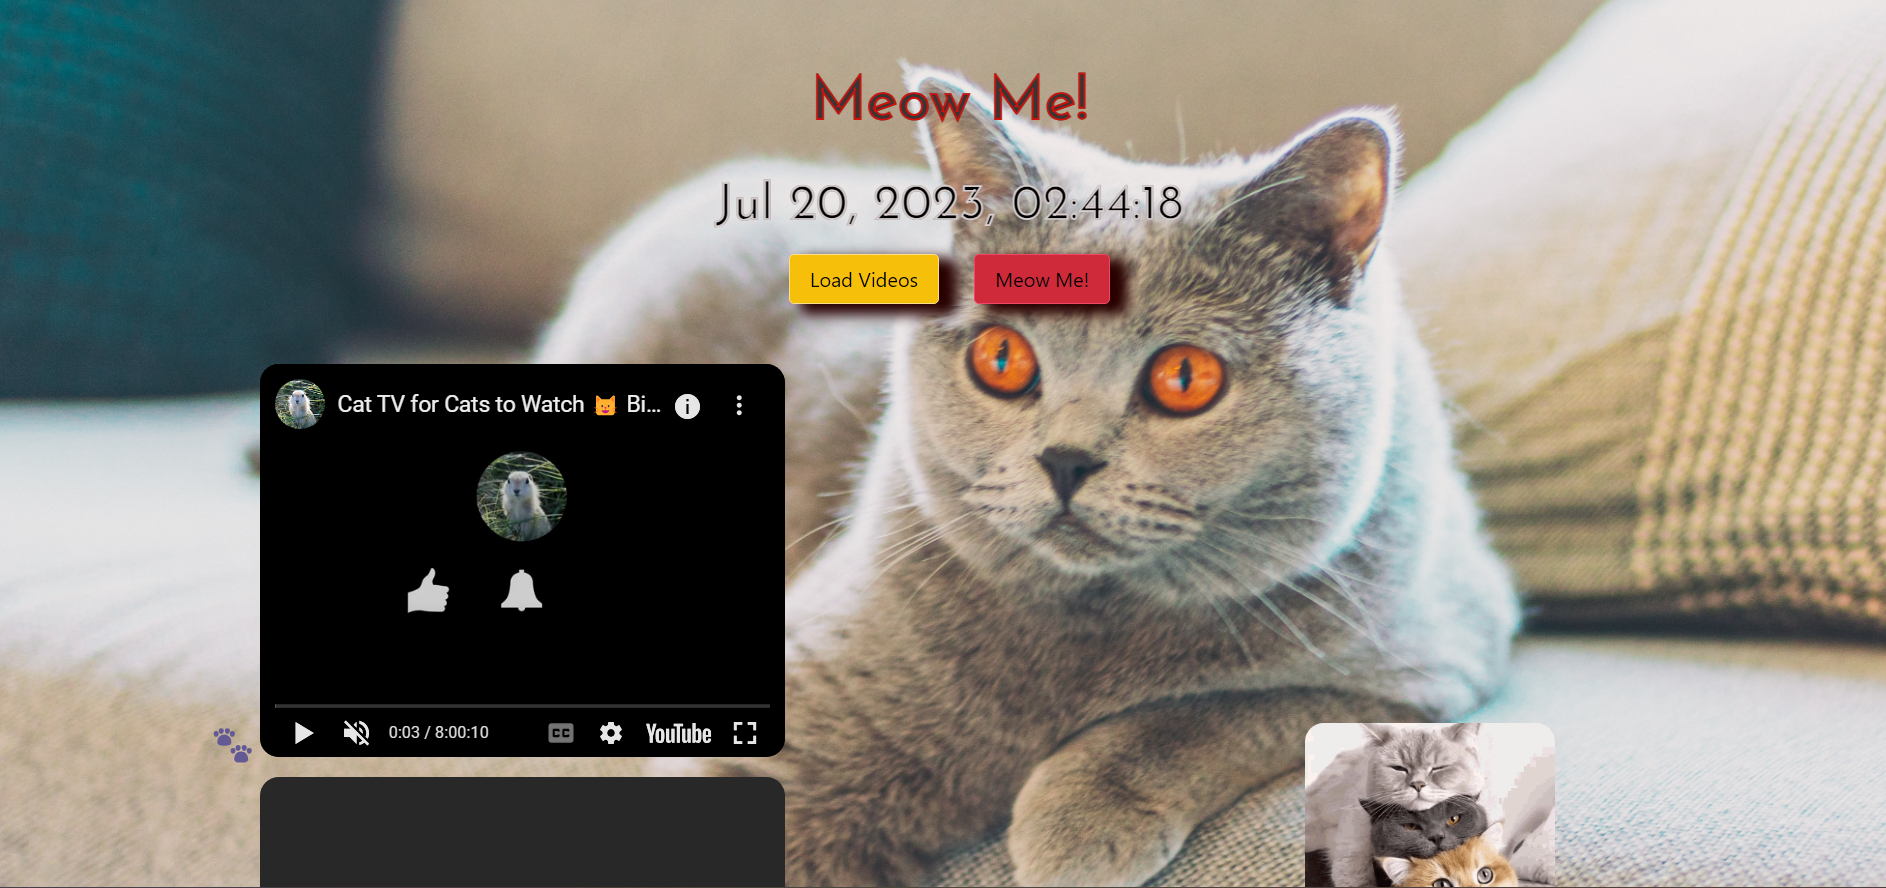 Meow Me!
Jul 20, 2023, 02:44:18
Load Videos
Meow Me!
Cat TV for Cats to Watch 😺 Bi...
0:03 / 8:00:10
CC
YouTube